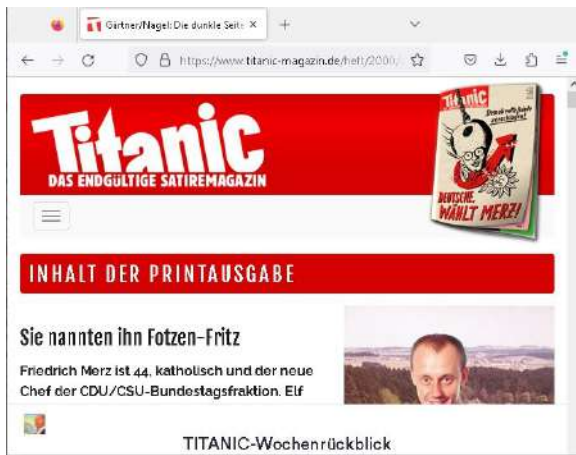 Gärtner/Nagel: Die dunkle Seite
https://www.titanic-magazin.de/heft/2000/
Titanic
DAS ENDGÜLTIGE SATIREMAGAZIN
Titanic
DEUTSCHE,
WÄHLT MERZ!
INHALT DER PRINTAUSGABE
Sie nannten ihn Fotzen-Fritz
Friedrich Merz ist 44, katholisch und der neue
Chef der CDU/CSU-Bundestagsfraktion. Elf
TITANIC-Wochenrückblick